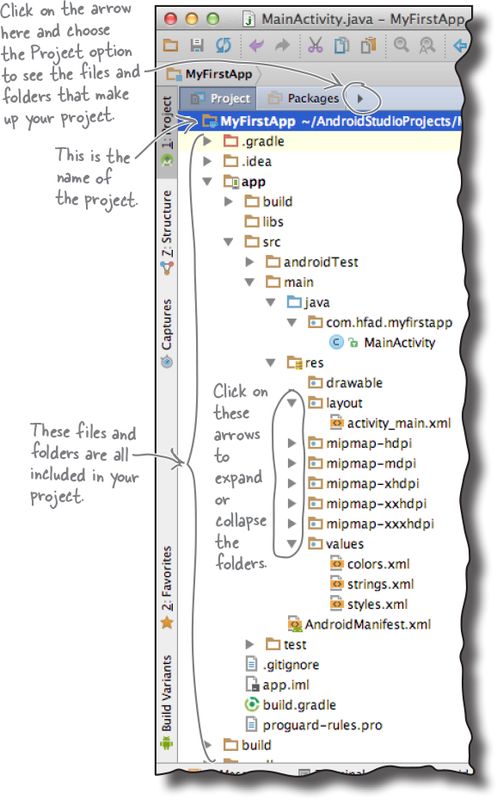 Click on the arrow
here and choose
the Project option
to see the files and
folders that make
up your project.
This is the
name of
the project.
These files and
folders are all
included in your
project.
Click on
these
arrows
to
expand
or
collapse
the
folders.
MainActivity.java – MyFirstApp
MyFirstApp
Project
Packages
1: Project
7: Structure
Captures
2: Favorites
Build Variants
MyFirstApp ~/AndroidStudioProjects/
.gradle
.idea
app
build
libs
src
androidTest
main
java
com.hfad.myfirstapp
MainActivity
res
drawable
layout
activity_main.xml
mipmap-hdpi
mipmap-mdpi
mipmap-xhdpi
mipmap-xxhdpi
mipmap-xxxhdpi
values
colors.xml
strings.xml
styles.xml
AndroidManifest.xml
test
.gitignore
app.iml
build.gradle
proguard-rules.pro
build